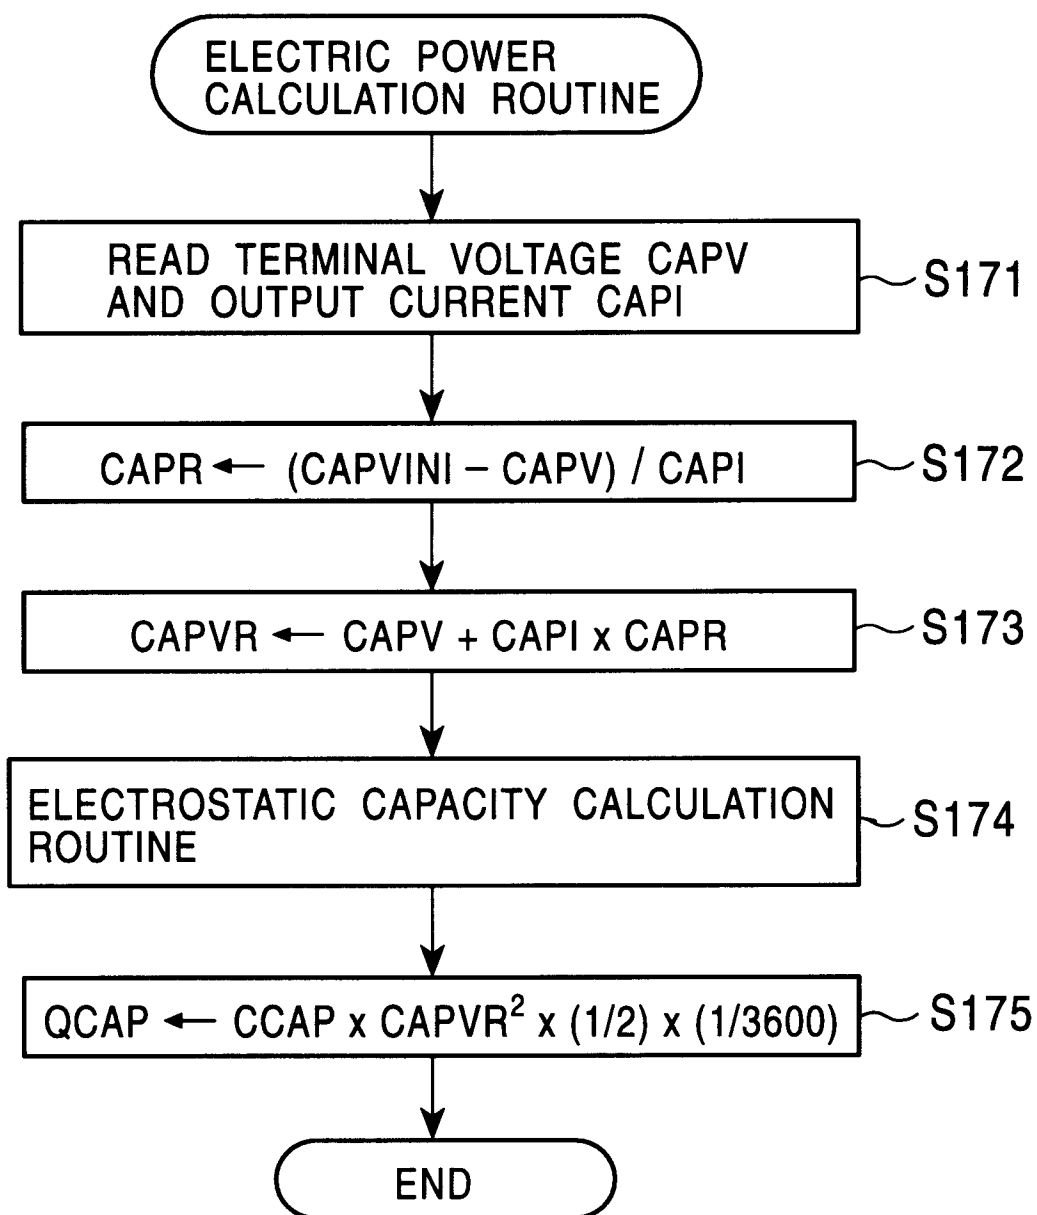 ELECTRIC POWER
CALCULATION ROUTINE
READ TERMINAL VOLTAGE CAPV
AND OUTPUT CURRENT CAPI
S171
CAPR ← (CAPVINI – CAPV) / CAPI
S172
CAPVR ← CAPV + CAPI x CAPR
S173
ELECTROSTATIC CAPACITY CALCULATION
ROUTINE
S174
QCAP ← CCAP x CAPVR² x (1/2) x (1/3600)
S175
END